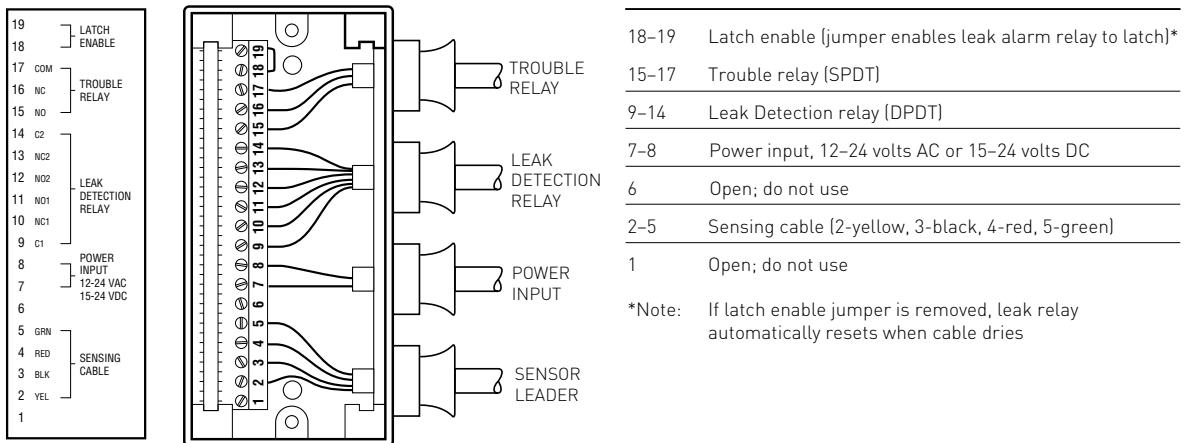 19
LATCH
18
ENABLE
17 COM
16 NC
TROUBLE
RELAY
15 NO
14 C2
13 NC2
12 NO2
11 NO1
10 NC1
9 C1
LEAK
DETECTION
RELAY
8
7
POWER
INPUT
12-24 VAC
15-24 VDC
6
5 GRN
4 RED
3 BLK
2 YEL
SENSING
CABLE
1
19
18
17
16
15
14
13
12
11
10
9
8
7
6
5
4
3
2
1
TROUBLE
RELAY
LEAK
DETECTION
RELAY
POWER
INPUT
SENSOR
LEADER
18–19 Latch enable (jumper enables leak alarm relay to latch)*
15–17 Trouble relay (SPDT)
9–14 Leak Detection relay (DPDT)
7–8 Power input, 12–24 volts AC or 15–24 volts DC
6 Open; do not use
2–5 Sensing cable (2-yellow, 3-black, 4-red, 5-green)
1 Open; do not use
*Note: If latch enable jumper is removed, leak relay
automatically resets when cable dries